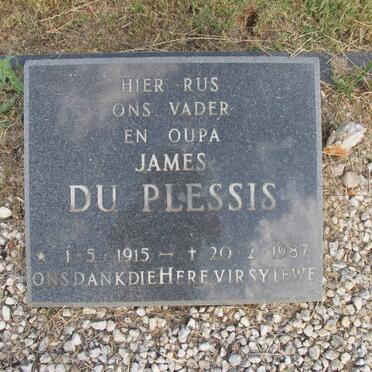 HIER RUS
ONS VADER
EN OUPA
JAMES
DU PLESSIS
* 1-5-1915 — † 20-2-1987
ONS DANK DIE HERE VIR SY LEWE